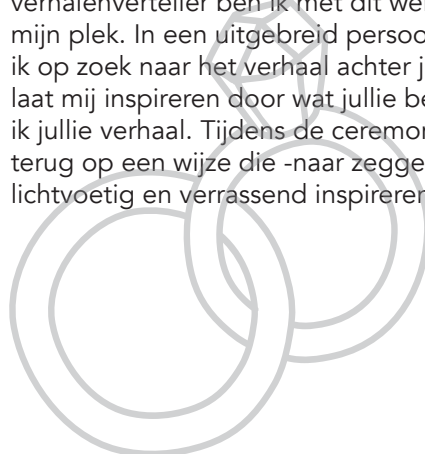 verhalenverteller ben ik met dit we
mijn plek. In een uitgebreid persoo
ik op zoek naar het verhaal achter j
laat mij inspireren door wat jullie be
ik jullie verhaal. Tijdens de ceremor
terug op een wijze die -naar zegge
lichtvoetig en verrassend inspireren